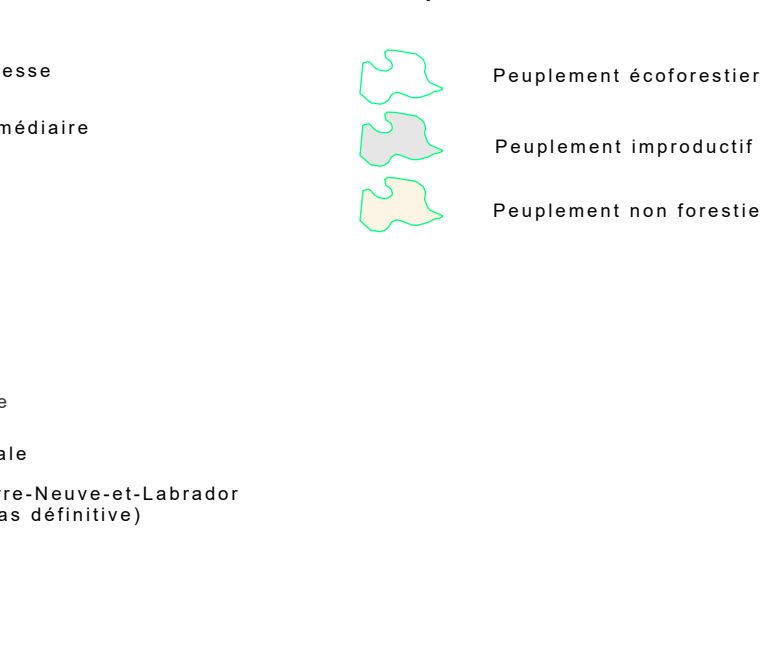 esse
médiaire
e
ale
rre-Neuve-et-Labrador
as définitive)
Peuplement écoforestier
Peuplement improductif
Peuplement non forestie